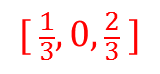 [ 1/3, 0, 2/3 ]